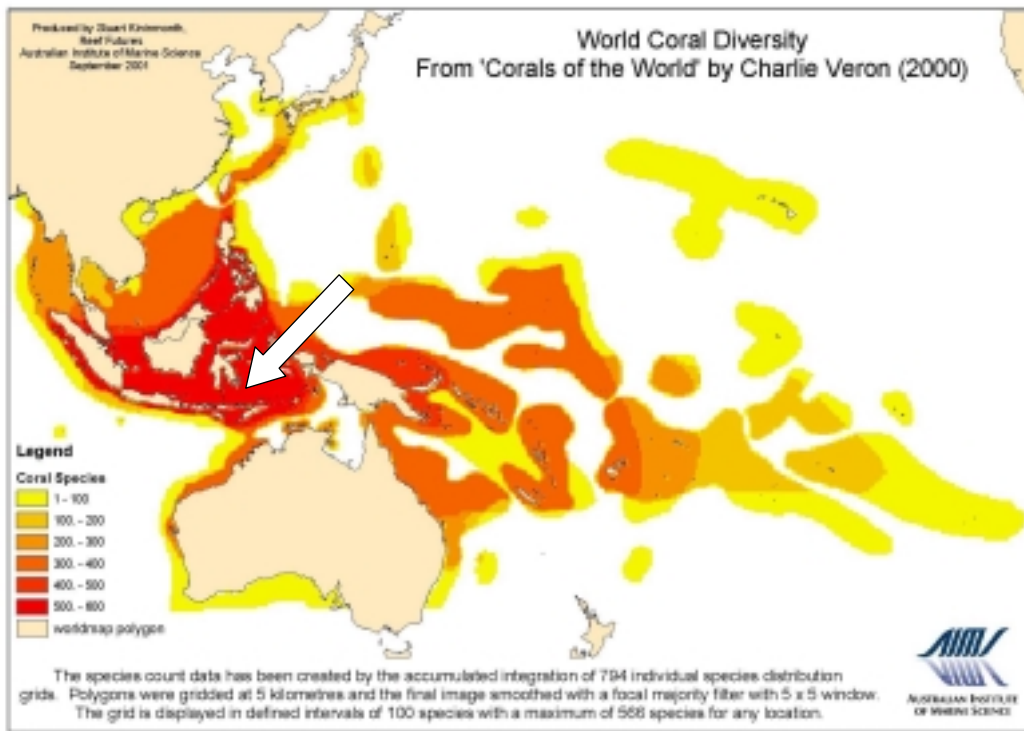 Produced by Stuart Kininmonth,
Reef Futures
Australian Institute of Marine Science
September 2001
World Coral Diversity
From 'Corals of the World' by Charlie Veron (2000)
Legend
Coral Species
1 - 100
100. - 200
200. - 300
300. - 400
400. - 500
500. - 600
worldmap polygon
The species count data has been created by the accumulated integration of 794 individual species distribution
grids. Polygons were gridded at 5 kilometres and the final image smoothed with a focal majority filter with 5 x 5 window.
The grid is displayed in defined intervals of 100 species with a maximum of 568 species for any location.
AIMS
AUSTRALIAN INSTITUTE
OF MARINE SCIENCE